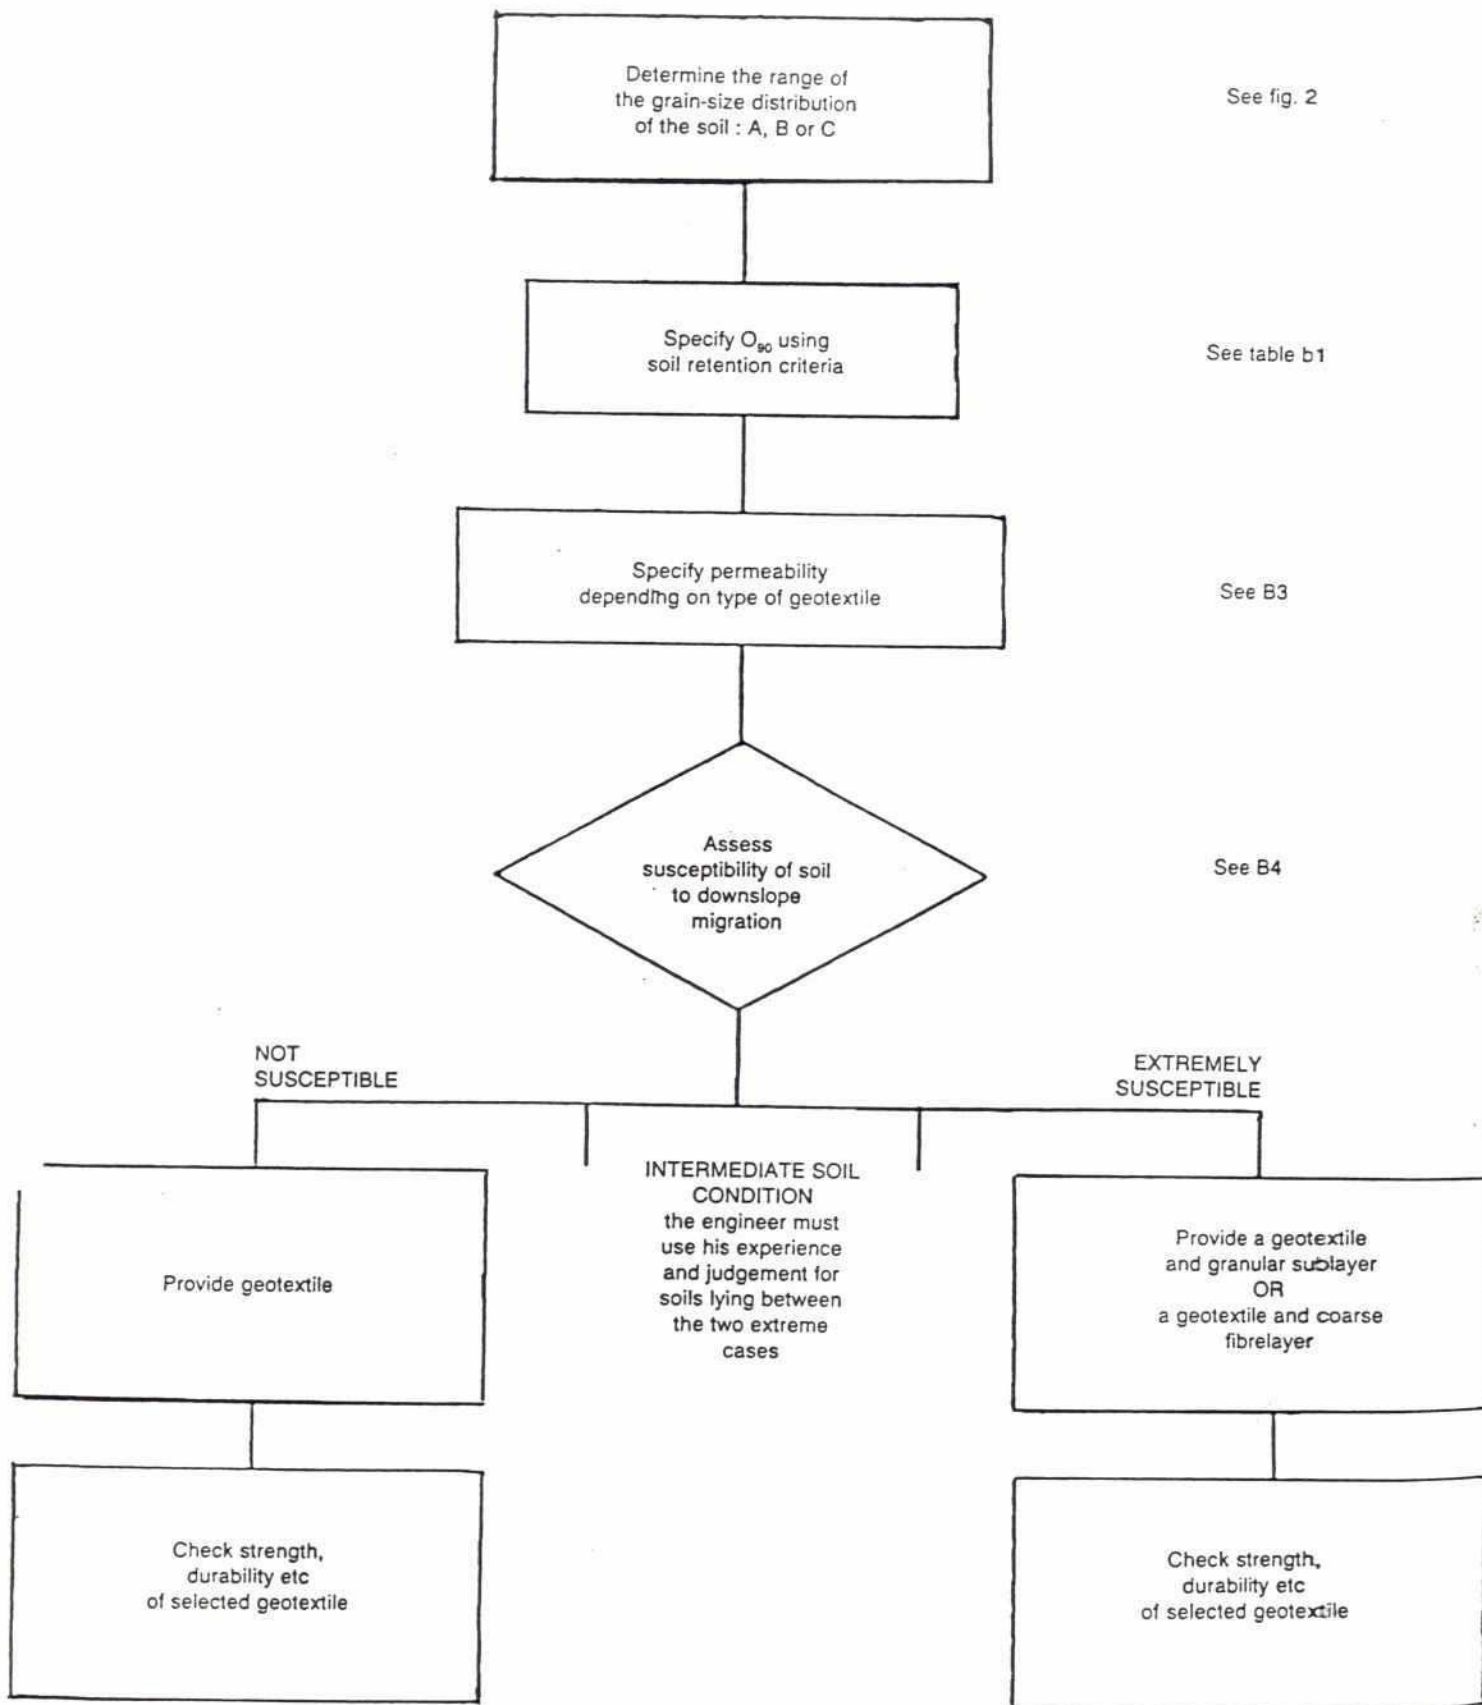 Determine the range of
the grain-size distribution
of the soil : A, B or C
See fig. 2
Specify O₉₀ using
soil retention criteria
See table b1
Specify permeability
depending on type of geotextile
See B3
Assess
susceptibility of soil
to downslope
migration
See B4
NOT
SUSCEPTIBLE
EXTREMELY
SUSCEPTIBLE
INTERMEDIATE SOIL
CONDITION
the engineer must
use his experience
and judgement for
soils lying between
the two extreme
cases
Provide geotextile
Provide a geotextile
and granular sublayer
OR
a geotextile and coarse
fibrelayer
Check strength,
durability etc
of selected geotextile
Check strength,
durability etc
of selected geotextile